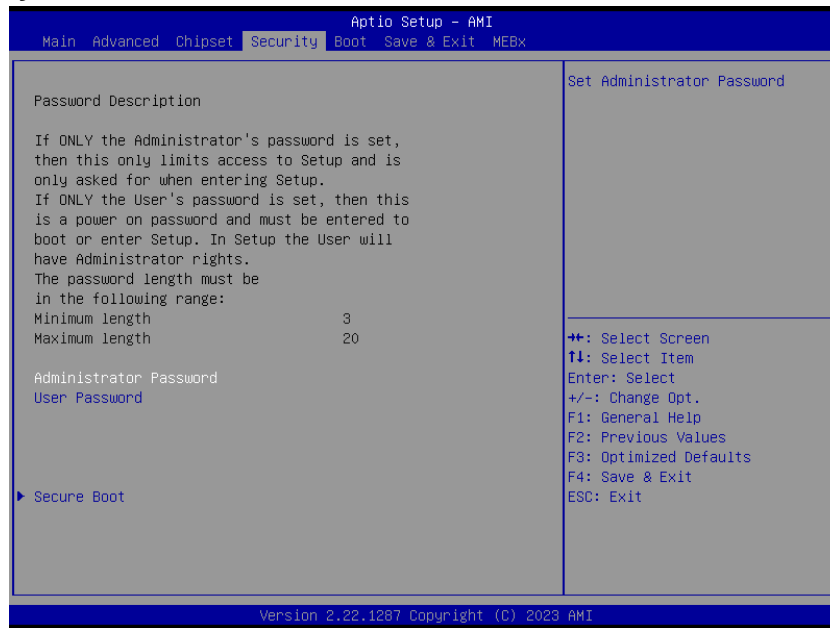 Aptio Setup – AMI
Main Advanced Chipset Security Boot Save & Exit MEBx
Password Description
If ONLY the Administrator's password is set,
then this only limits access to Setup and is
only asked for when entering Setup.
If ONLY the User's password is set, then this
is a power on password and must be entered to
boot or enter Setup. In Setup the User will
have Administrator rights.
The password length must be
in the following range:
Minimum length 3
Maximum length 20
Administrator Password
User Password
Secure Boot
Set Administrator Password
→←: Select Screen
↑↓: Select Item
Enter: Select
+/-: Change Opt.
F1: General Help
F2: Previous Values
F3: Optimized Defaults
F4: Save & Exit
ESC: Exit
Version 2.22.1287 Copyright (C) 2023 AMI